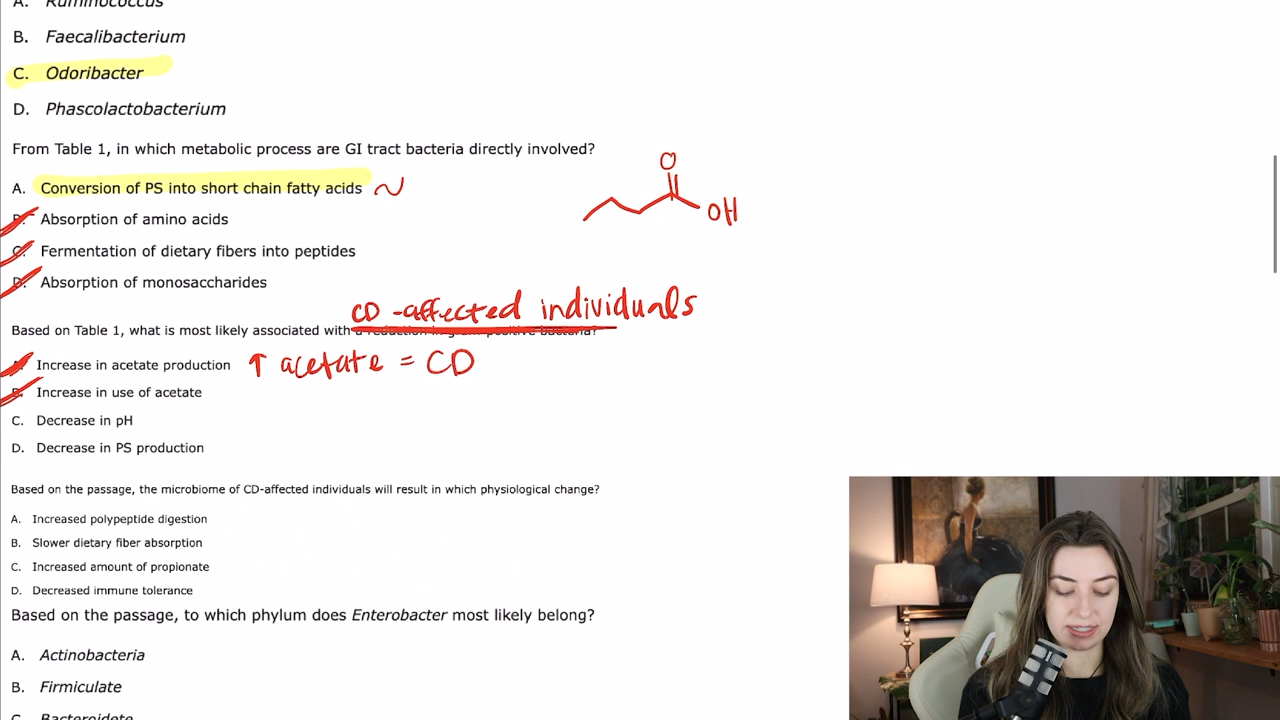 A. Ruminococcus
B. Faecalibacterium
C. Odoribacter
D. Phascolactobacterium
From Table 1, in which metabolic process are GI tract bacteria directly involved?
O
A. Conversion of PS into short chain fatty acids ~
OH
B. Absorption of amino acids
C. Fermentation of dietary fibers into peptides
D. Absorption of monosaccharides
CD-affected individuals
Based on Table 1, what is most likely associated with a reduction in gram-positive bacteria?
A. Increase in acetate production ↑ acetate = CD
B. Increase in use of acetate
C. Decrease in pH
D. Decrease in PS production
Based on the passage, the microbiome of CD-affected individuals will result in which physiological change?
A. Increased polypeptide digestion
B. Slower dietary fiber absorption
C. Increased amount of propionate
D. Decreased immune tolerance
Based on the passage, to which phylum does Enterobacter most likely belong?
A. Actinobacteria
B. Firmiculate
C. Bacteroidete